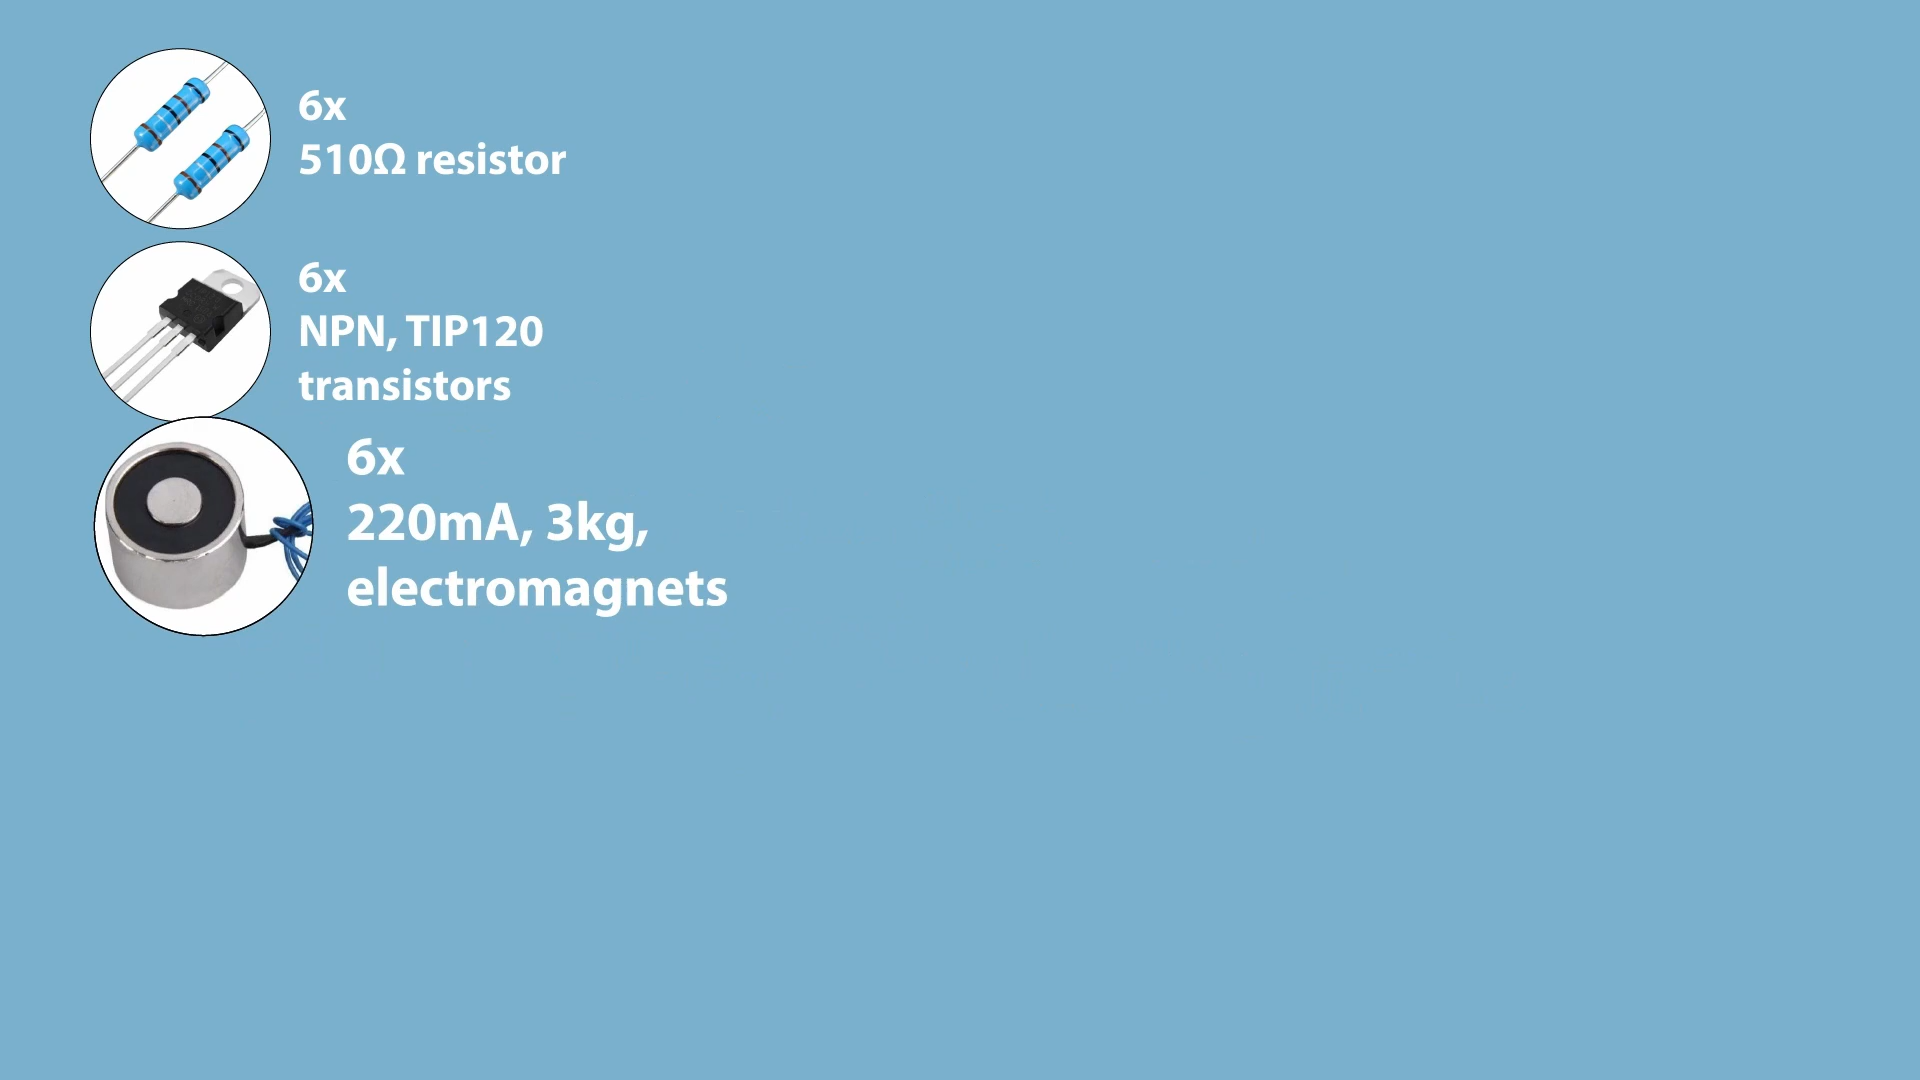 6x
510Ω resistor
6x
NPN, TIP120
transistors
6x
220mA, 3kg,
electromagnets